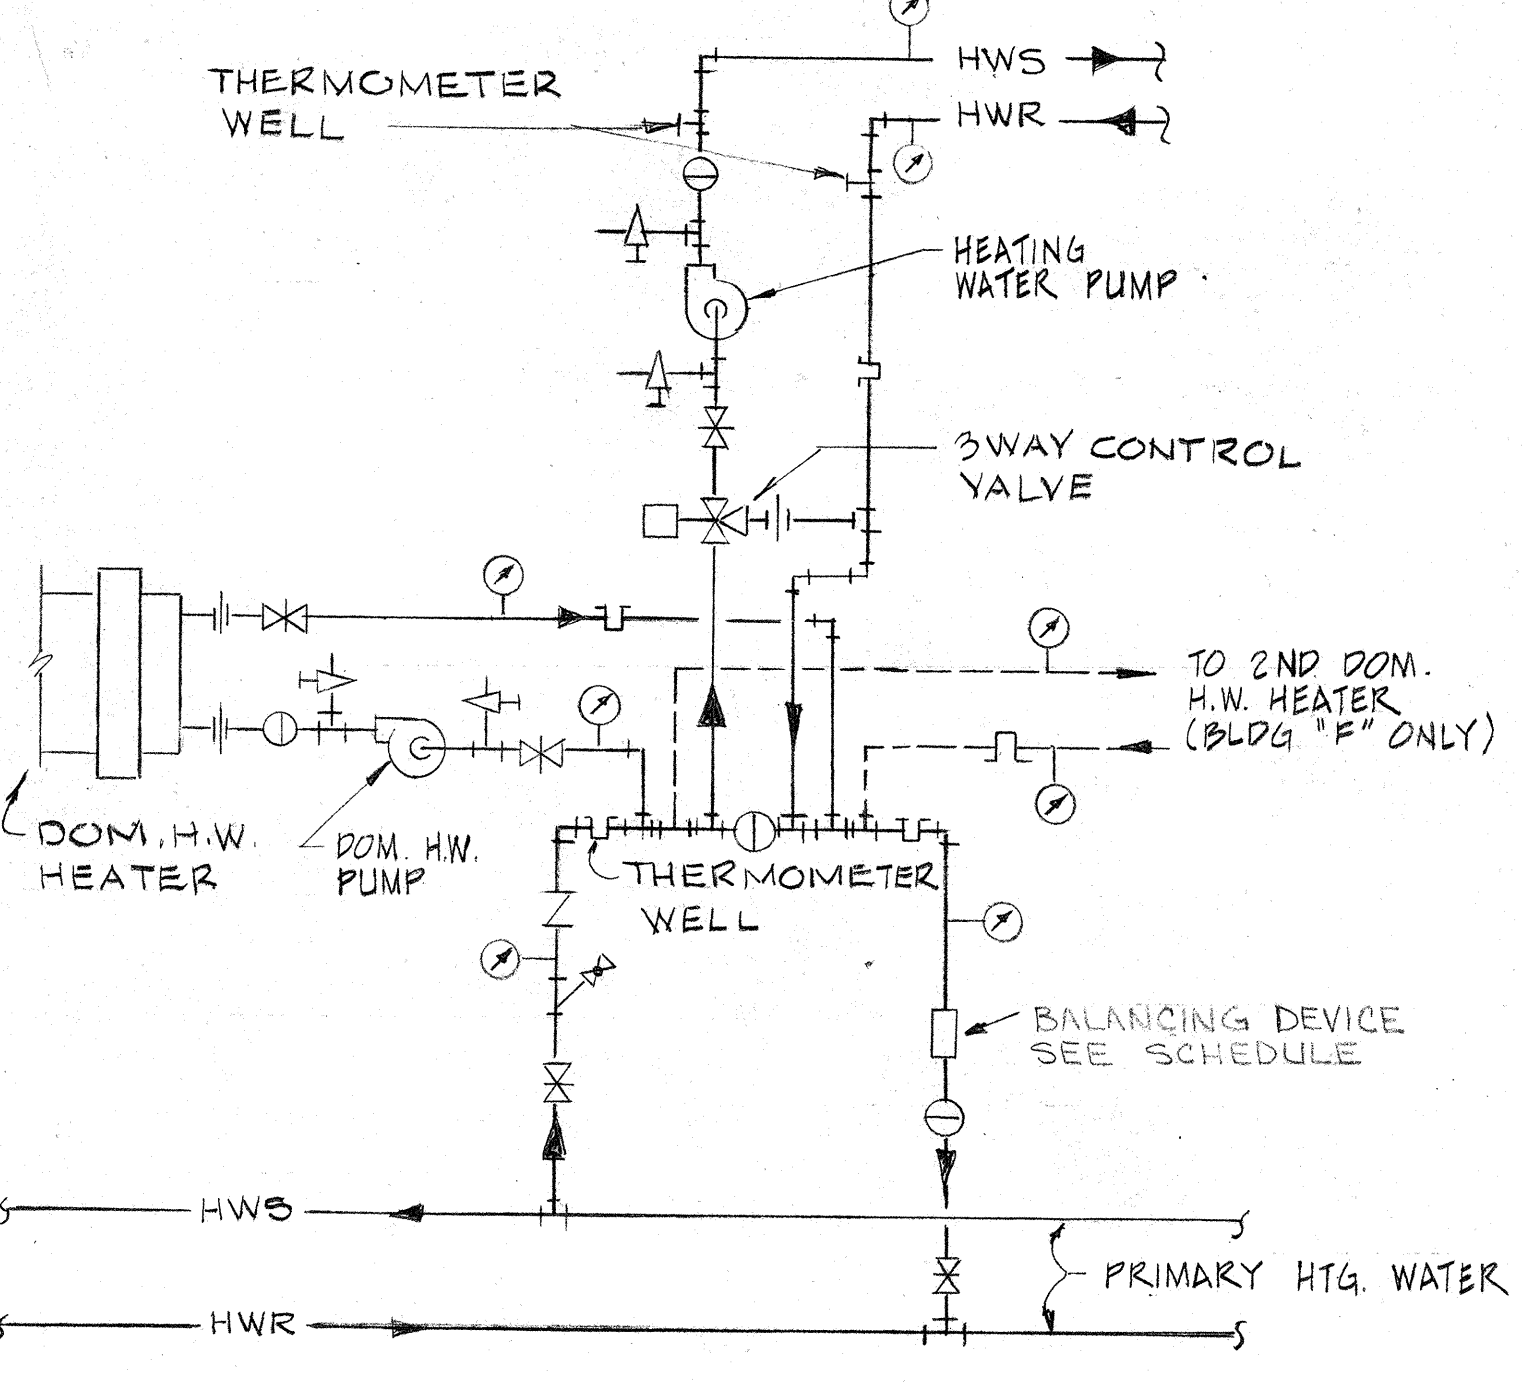 HWS
THERMOMETER
WELL
HWR
HEATING
WATER PUMP
3WAY CONTROL
VALVE
TO 2ND DOM.
H.W. HEATER
(BLDG "F" ONLY)
DOM. H.W.
HEATER
DOM. H.W.
PUMP
THERMOMETER
WELL
BALANCING DEVICE
SEE SCHEDULE
HWS
PRIMARY HTG. WATER
HWR